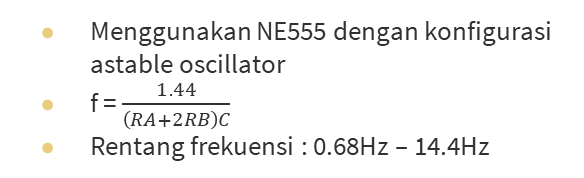 Menggunakan NE555 dengan konfigurasi
astable oscillator
f = 1.44 / (RA+2RB)C
Rentang frekuensi : 0.68Hz – 14.4Hz